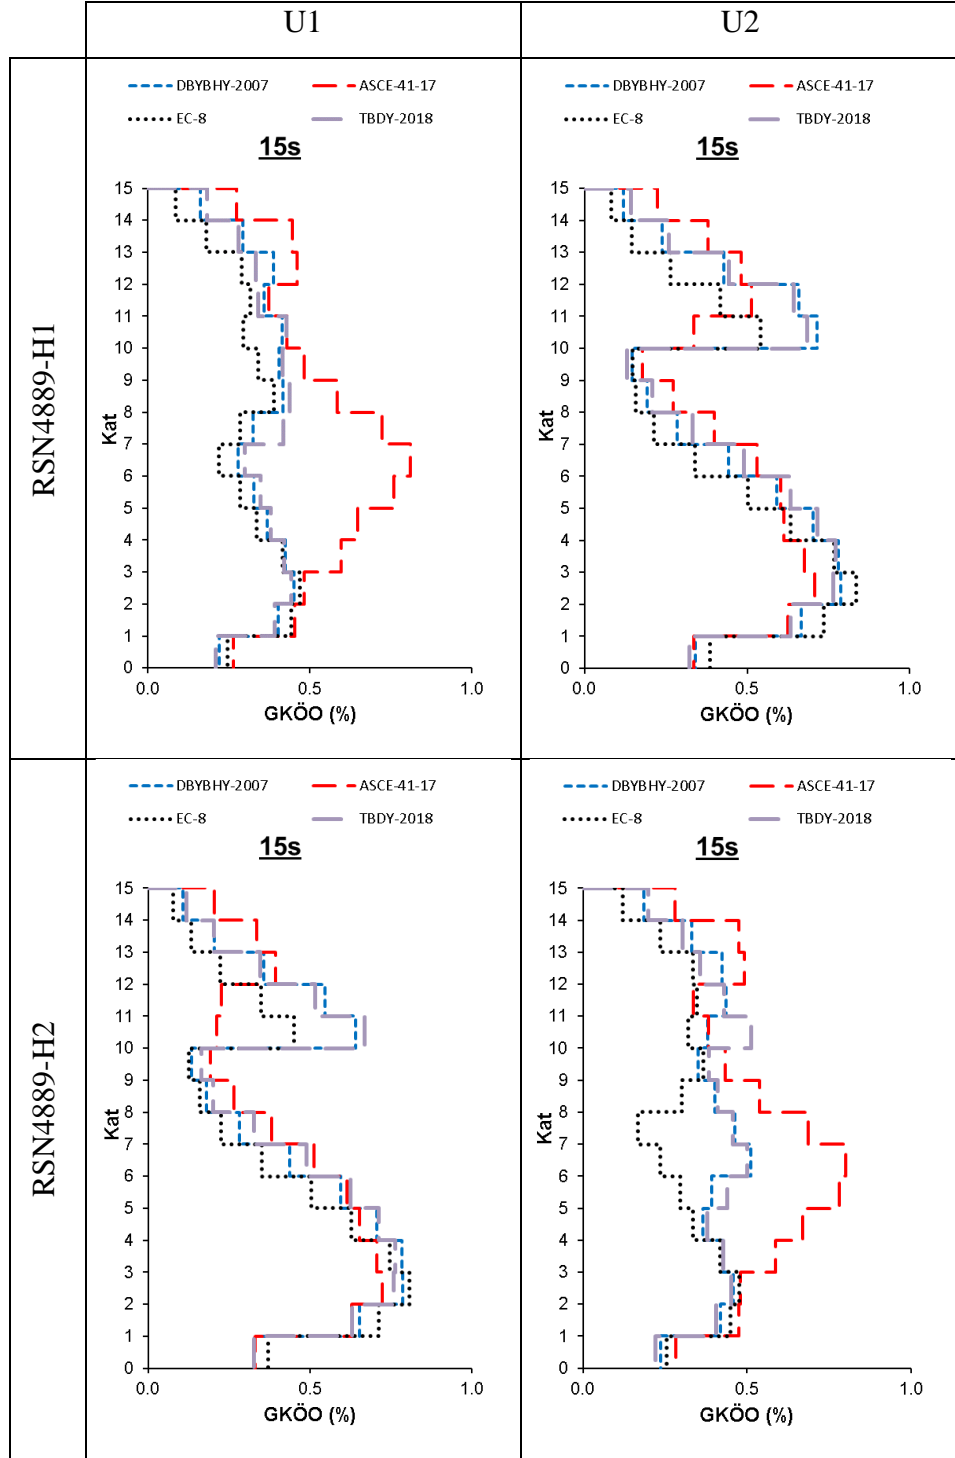 U1 U2
RSN4889-H1
DBYBHY-2007 ASCE-41-17
EC-8 TBDY-2018
15s
15
14
13
12
11
10
9
8
7
6
5
4
3
2
1
0
Kat
0.0 0.5 1.0
GKÖO (%)
DBYBHY-2007 ASCE-41-17
EC-8 TBDY-2018
15s
15
14
13
12
11
10
9
8
7
6
5
4
3
2
1
0
Kat
0.0 0.5 1.0
GKÖO (%)
RSN4889-H2
DBYBHY-2007 ASCE-41-17
EC-8 TBDY-2018
15s
15
14
13
12
11
10
9
8
7
6
5
4
3
2
1
0
Kat
0.0 0.5 1.0
GKÖO (%)
DBYBHY-2007 ASCE-41-17
EC-8 TBDY-2018
15s
15
14
13
12
11
10
9
8
7
6
5
4
3
2
1
0
Kat
0.0 0.5 1.0
GKÖO (%)